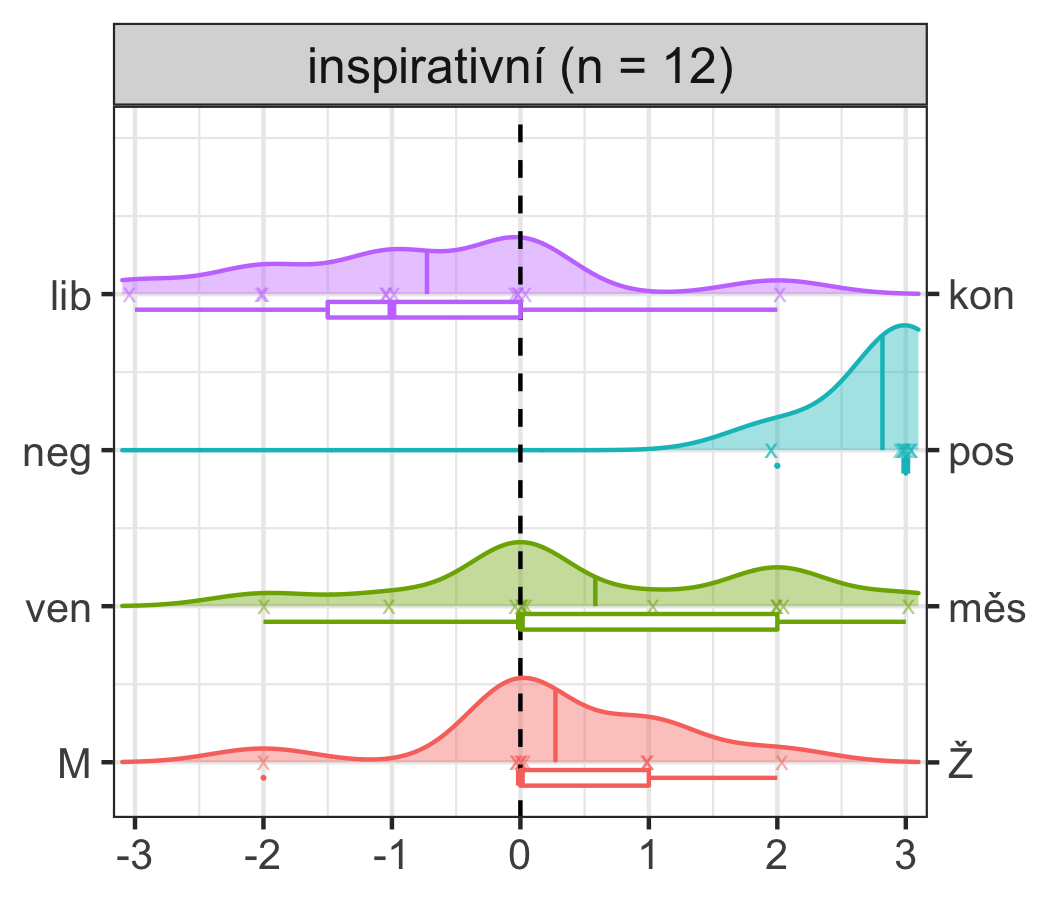 inspirativní (n = 12)
lib kon
neg pos
ven měs
M Ž
-3 -2 -1 0 1 2 3